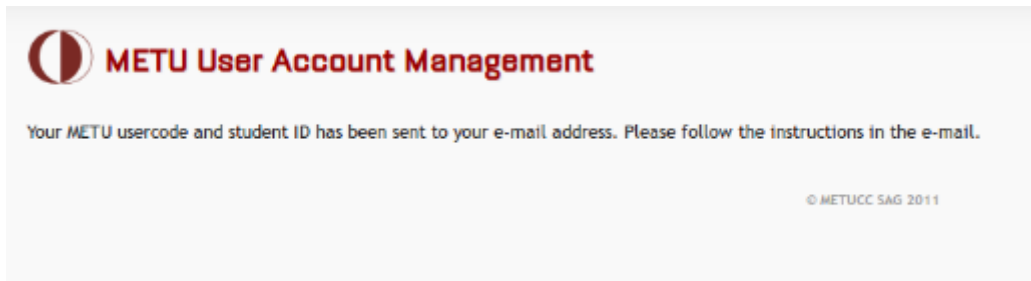 METU User Account Management
Your METU usercode and student ID has been sent to your e-mail address. Please follow the instructions in the e-mail.
© METUCC SAG 2011